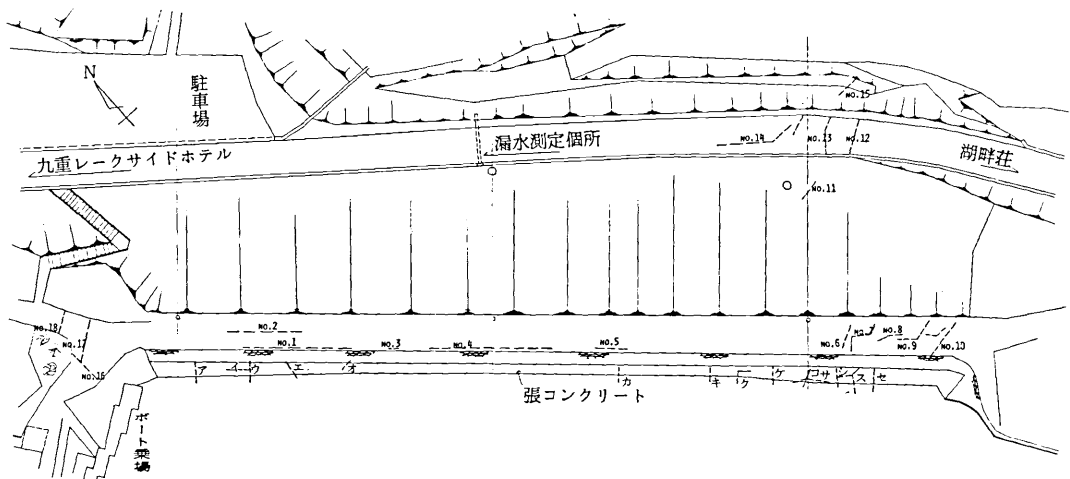 N
駐車場
No.15
九重レークサイドホテル
漏水測定個所
No.14
No.13
No.12
湖畔荘
No.11
No.18
No.17
No.16
No.2
No.1
No.3
No.4
No.5
No.6
No.7
No.8
No.9
No.10
ア
イ
ウ
エ
オ
カ
キ
ク
ケ
コ
サ
シ
ス
セ
張コンクリート
ボート乗場